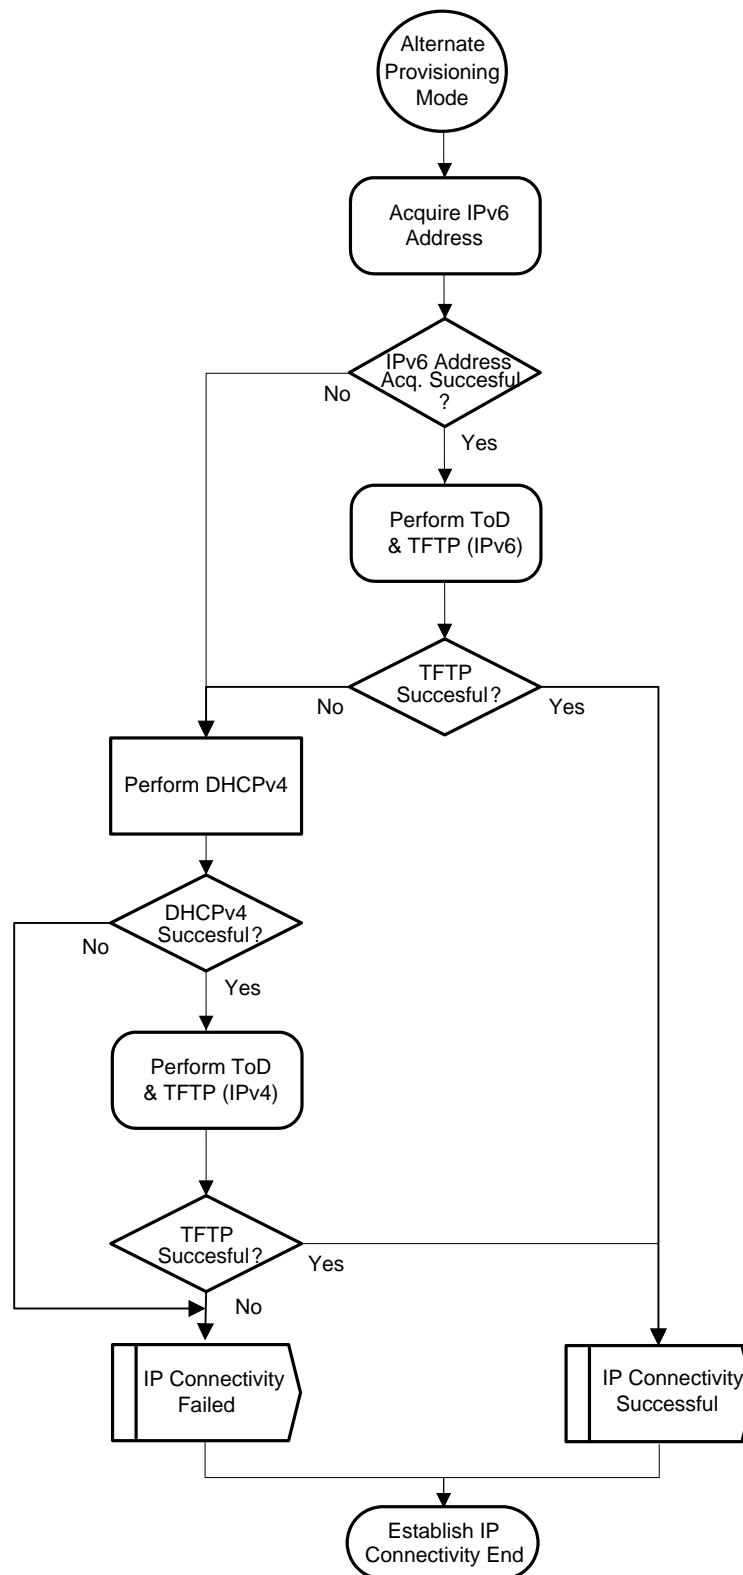 Alternate
Provisioning
Mode
Acquire IPv6
Address
IPv6 Address
Acq. Succesful
?
No
Yes
Perform ToD
& TFTP (IPv6)
TFTP
Succesful?
No
Yes
Perform DHCPv4
DHCPv4
Succesful?
No
Yes
Perform ToD
& TFTP (IPv4)
TFTP
Succesful?
Yes
No
IP Connectivity
Failed
IP Connectivity
Successful
Establish IP
Connectivity End